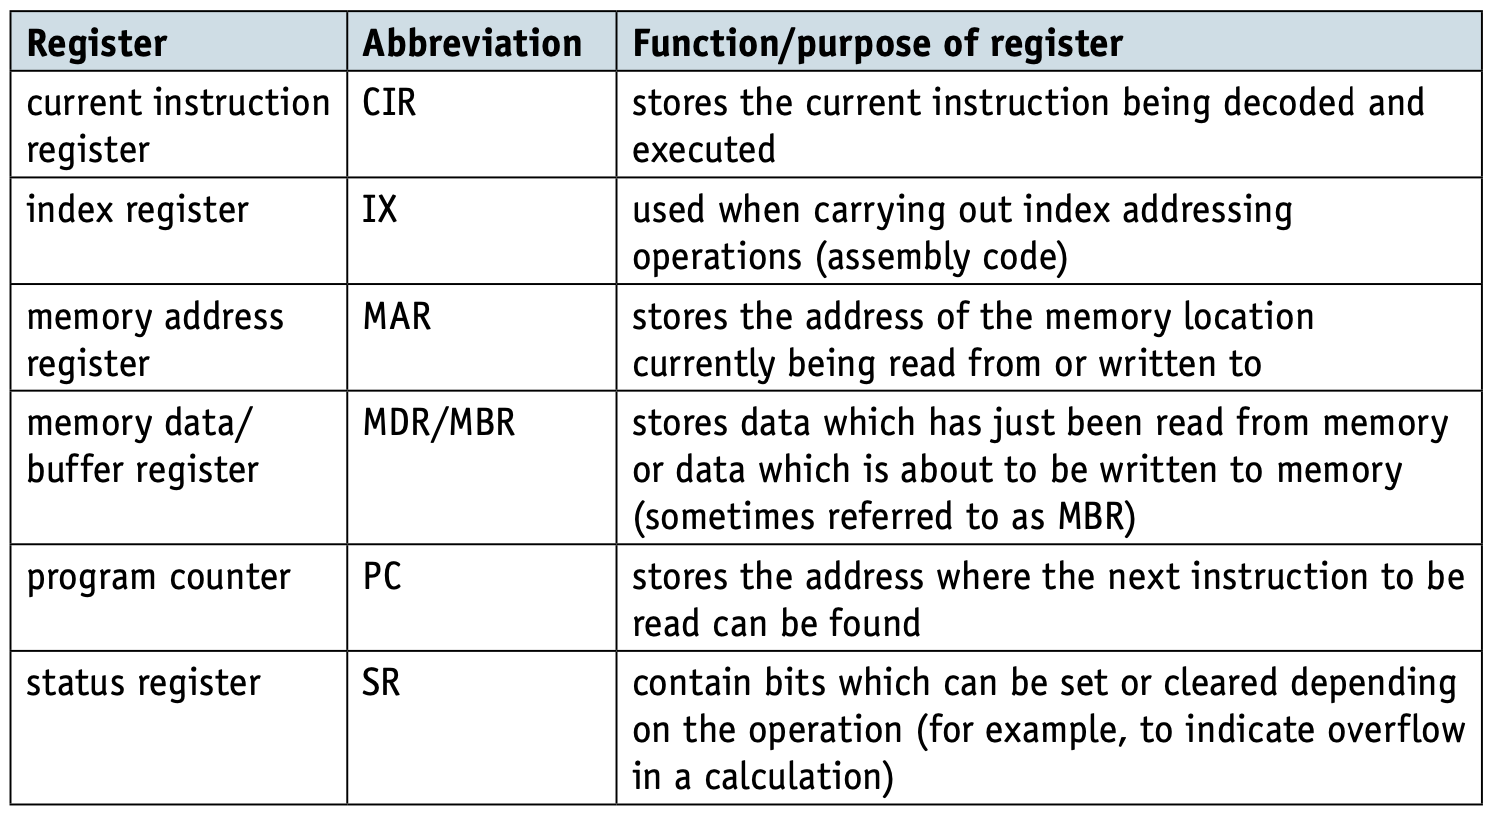 Register Abbreviation Function/purpose of register
current instruction CIR stores the current instruction being decoded and
register executed
index register IX used when carrying out index addressing
operations (assembly code)
memory address MAR stores the address of the memory location
register currently being read from or written to
memory data/ MDR/MBR stores data which has just been read from memory
buffer register or data which is about to be written to memory
(sometimes referred to as MBR)
program counter PC stores the address where the next instruction to be
read can be found
status register SR contain bits which can be set or cleared depending
on the operation (for example, to indicate overflow
in a calculation)